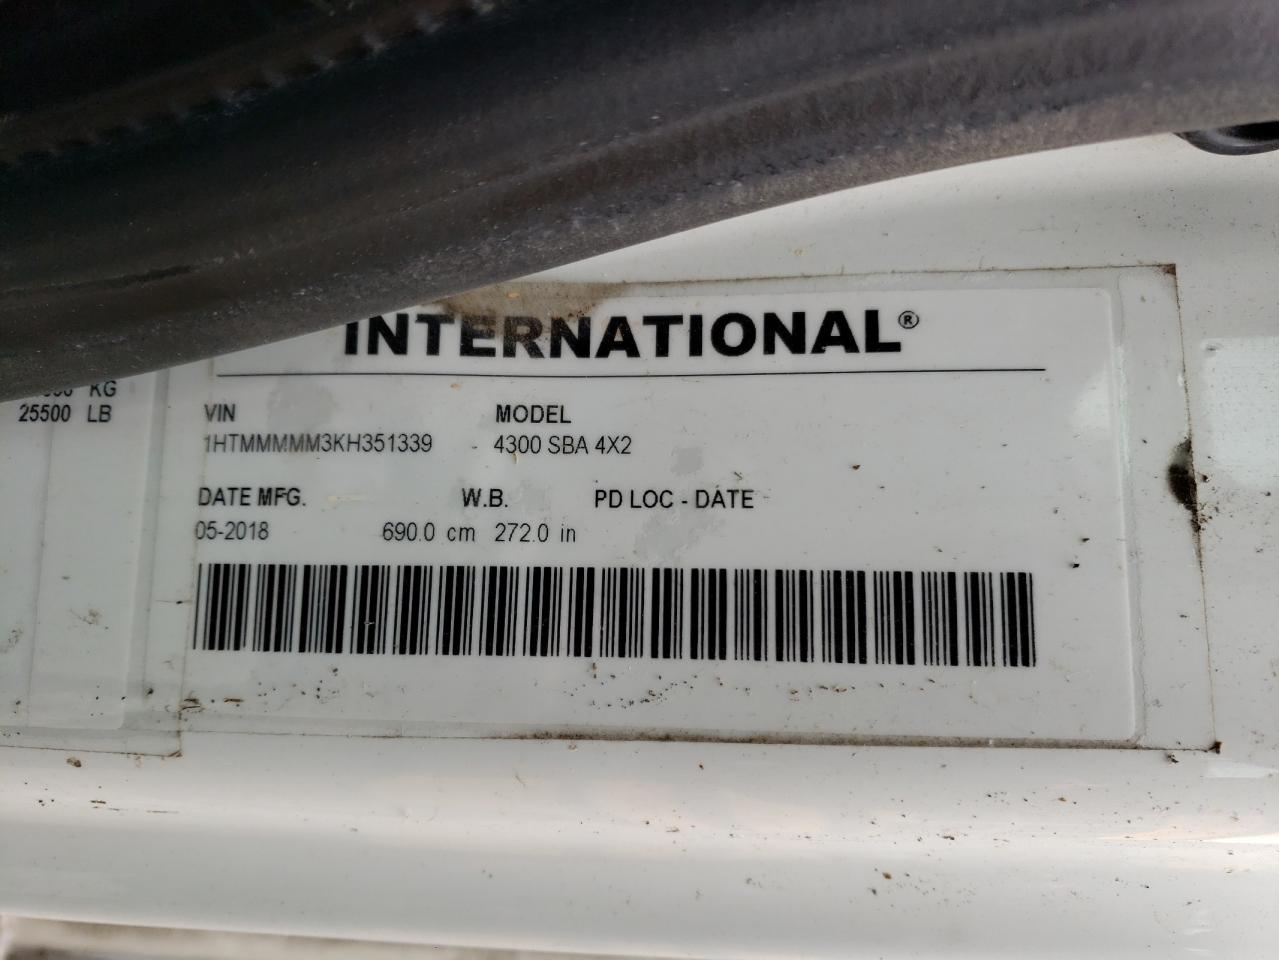 INTERNATIONAL®
KG
25500 LB
VIN MODEL
1HTMMMMM3KH351339 - 4300 SBA 4X2
DATE MFG. W.B. PD LOC - DATE
05-2018 690.0 cm 272.0 in